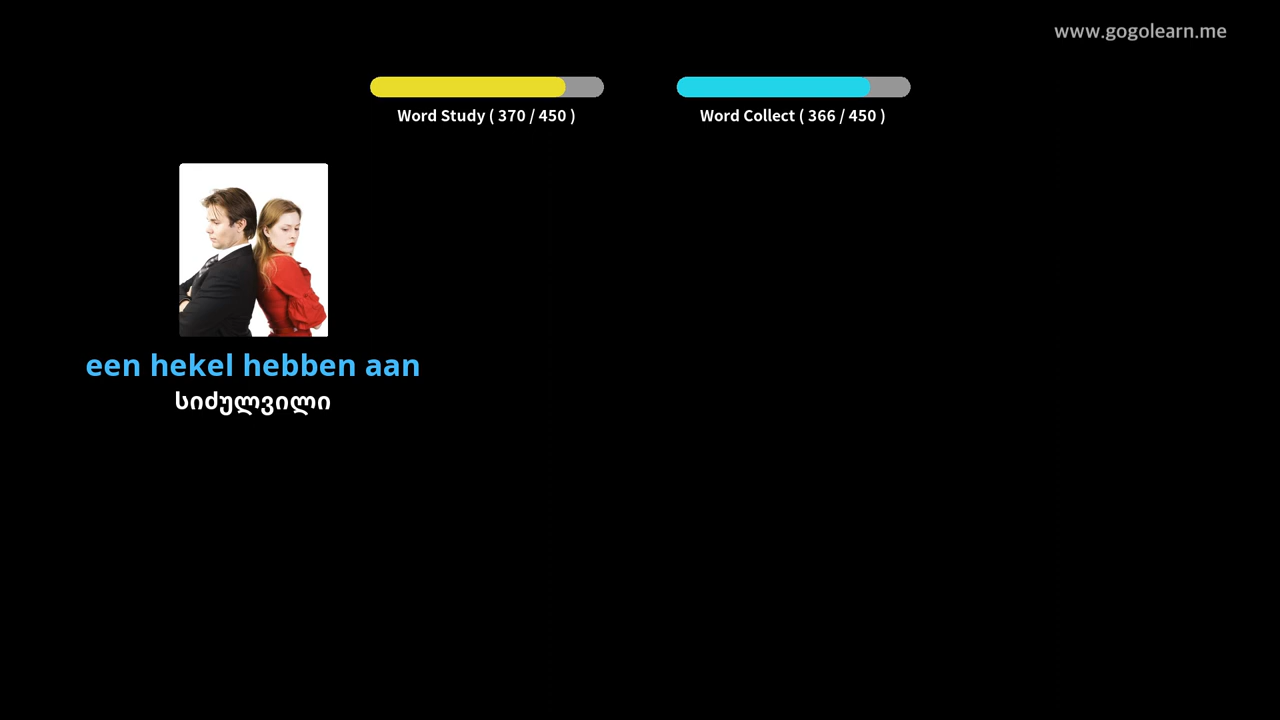 www.gogolearn.me
Word Study ( 370 / 450 )
Word Collect ( 366 / 450 )
een hekel hebben aan
სიძულვილი